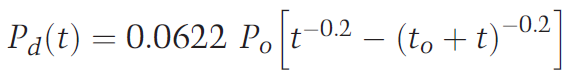 P_d(t) = 0.0622 P_o[t^{-0.2} – (t_o + t)^{-0.2}]